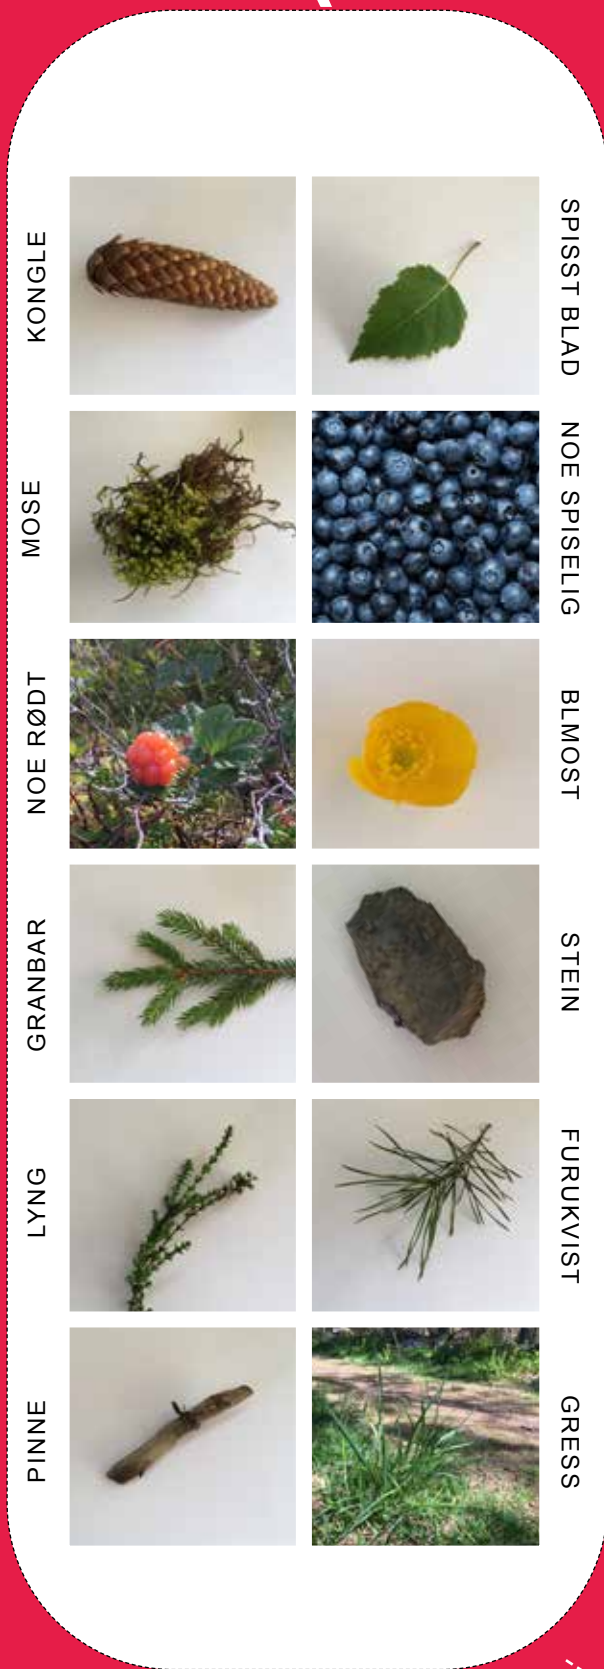 KONGLE
SPISST BLAD
MOSE
NOE SPISELIG
NOE RØDT
BLMOST
GRANBAR
STEIN
LYNG
FURUKVIST
PINNE
GRESS